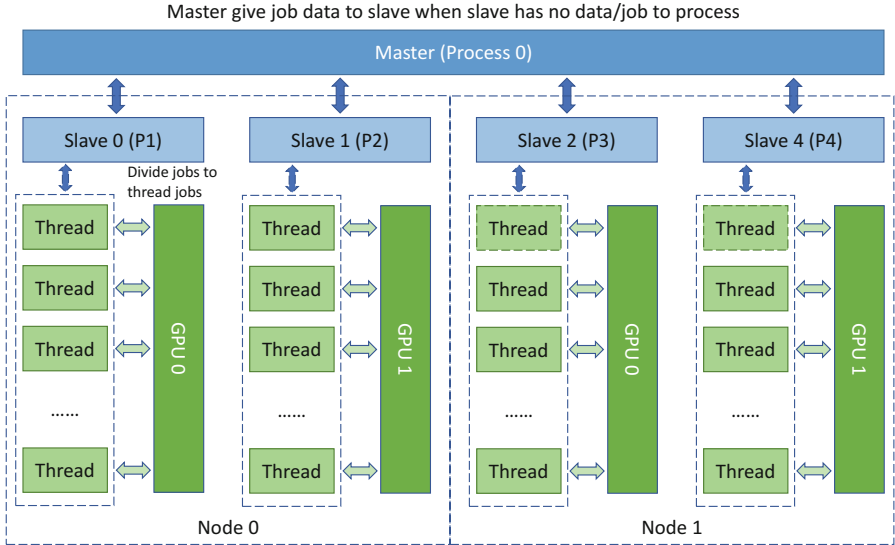 Master give job data to slave when slave has no data/job to process
Master (Process 0)
Slave 0 (P1)
Slave 1 (P2)
Slave 2 (P3)
Slave 4 (P4)
Divide jobs to
thread jobs
Thread
Thread
Thread
......
Thread
GPU 0
Thread
Thread
Thread
......
Thread
GPU 1
Thread
Thread
Thread
......
Thread
GPU 0
Thread
Thread
Thread
......
Thread
GPU 1
Node 0
Node 1